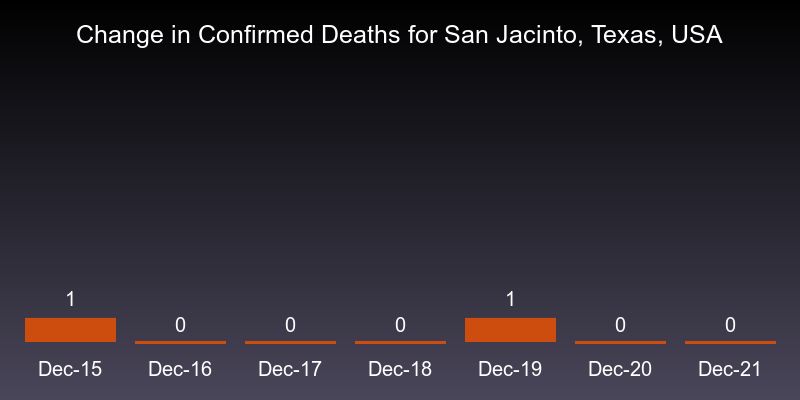 Change in Confirmed Deaths for San Jacinto, Texas, USA
1 0 0 0 1 0 0
Dec-15 Dec-16 Dec-17 Dec-18 Dec-19 Dec-20 Dec-21